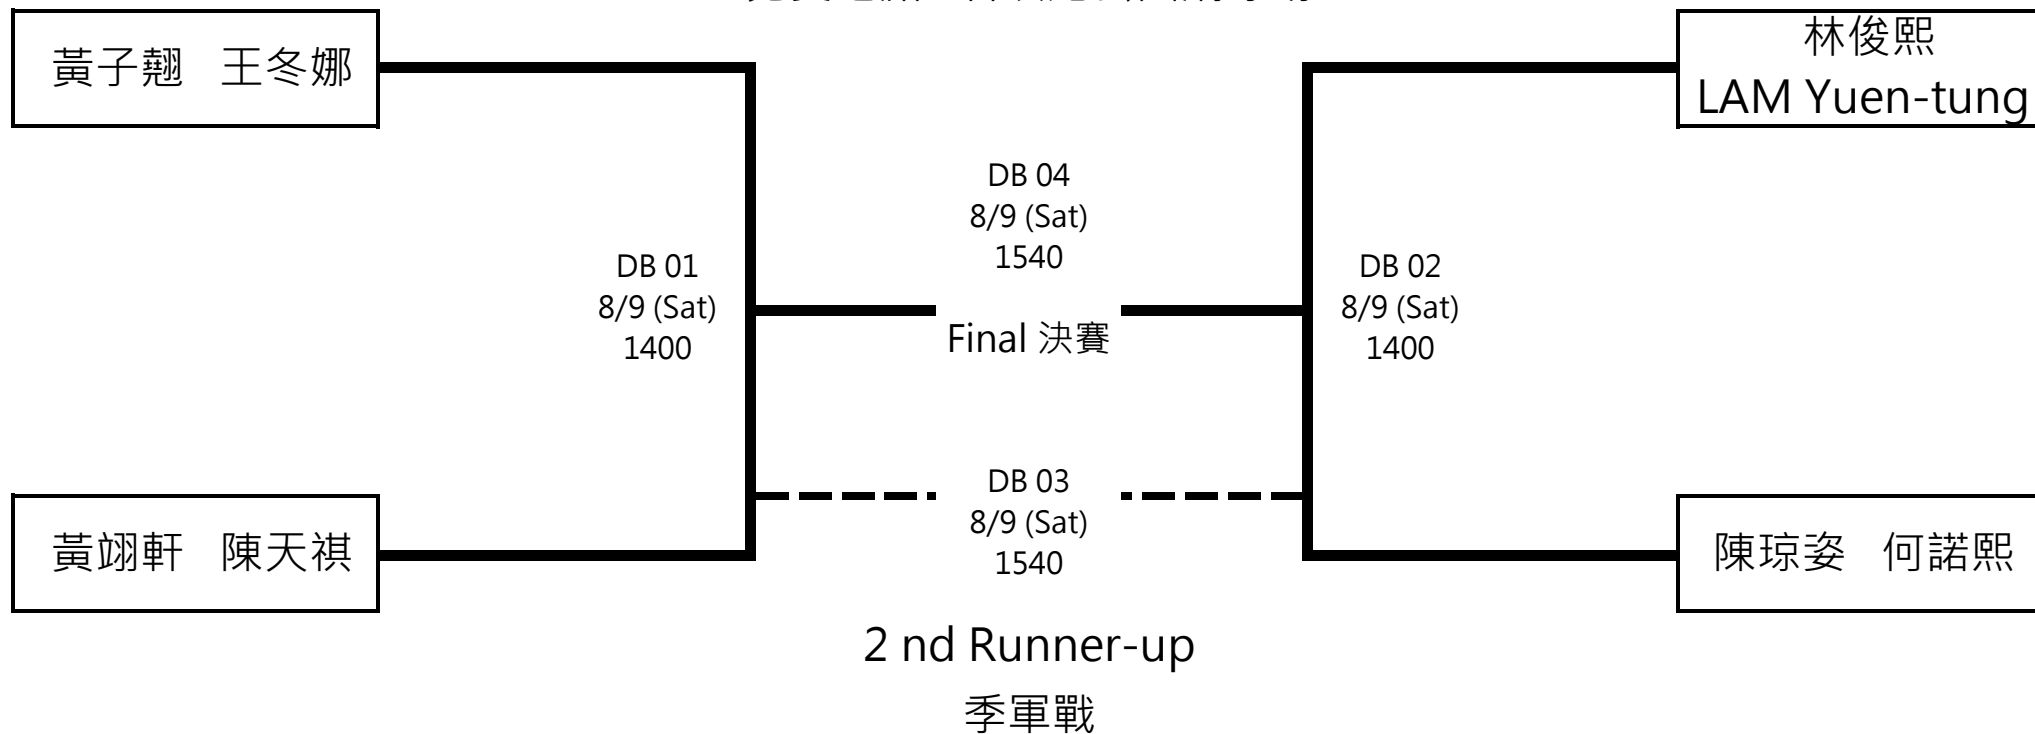 黃子翹 王冬娜
林俊熙
LAM Yuen-tung
DB 04
8/9 (Sat)
1540
DB 01
8/9 (Sat)
1400
Final 決賽
DB 02
8/9 (Sat)
1400
DB 03
8/9 (Sat)
1540
黃翊軒 陳天祺
陳琼姿 何諾熙
2 nd Runner-up
季軍戰